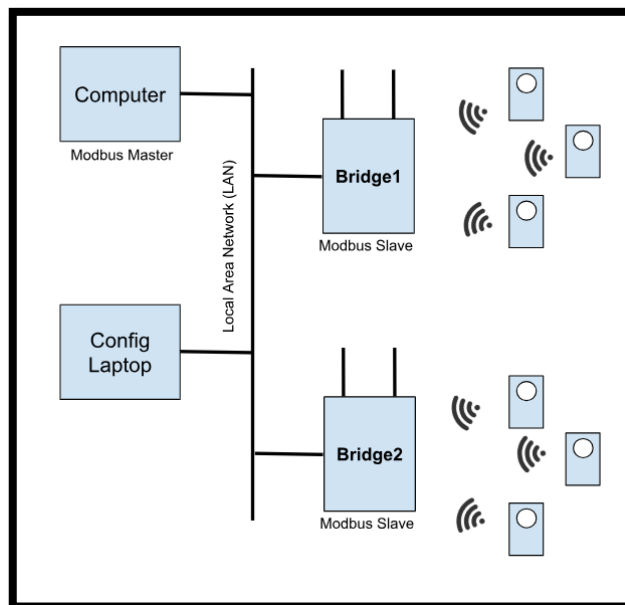 Computer
Modbus Master
Local Area Network (LAN)
Bridge1
Modbus Slave
Config
Laptop
Bridge2
Modbus Slave